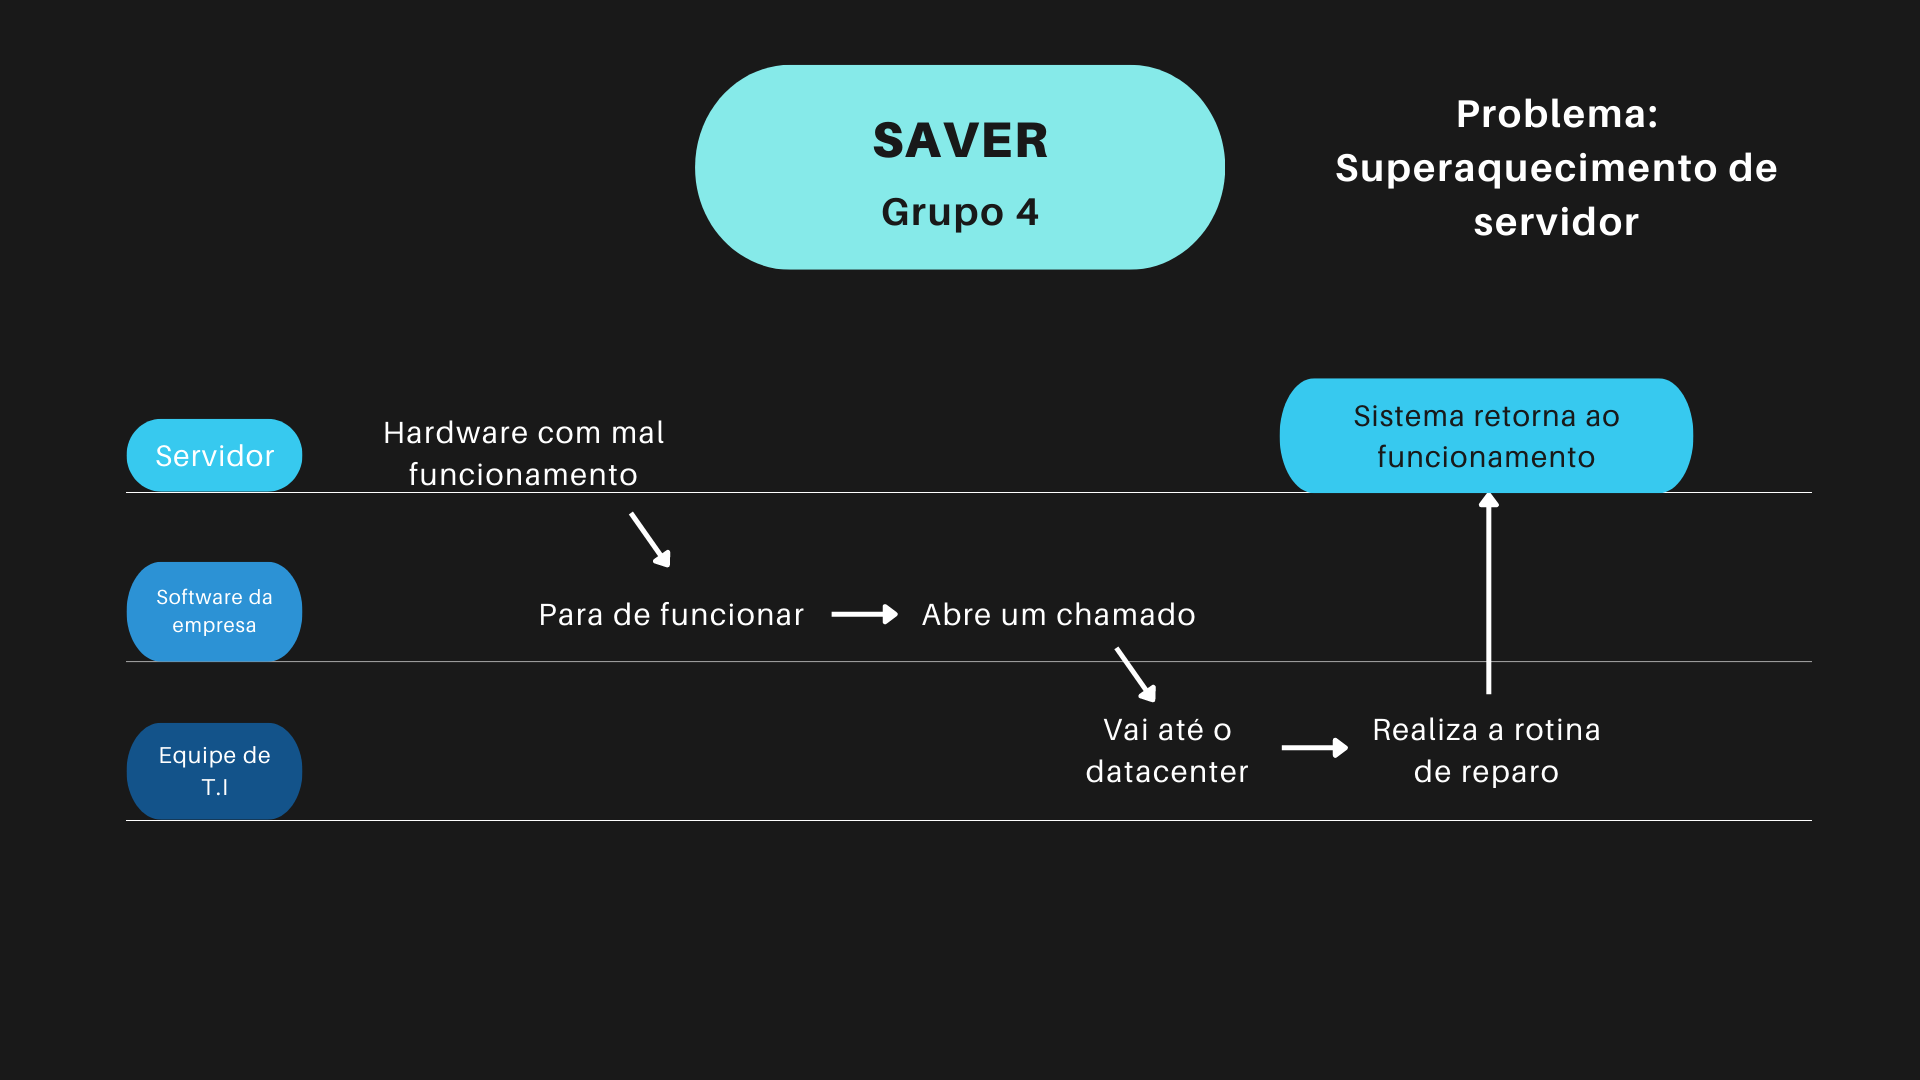 SAVER
Grupo 4
Problema:
Superaquecimento de
servidor
Servidor
Hardware com mal
funcionamento
Sistema retorna ao
funcionamento
Software da
empresa
Para de funcionar
Abre um chamado
Equipe de
T.I
Vai até o
datacenter
Realiza a rotina
de reparo